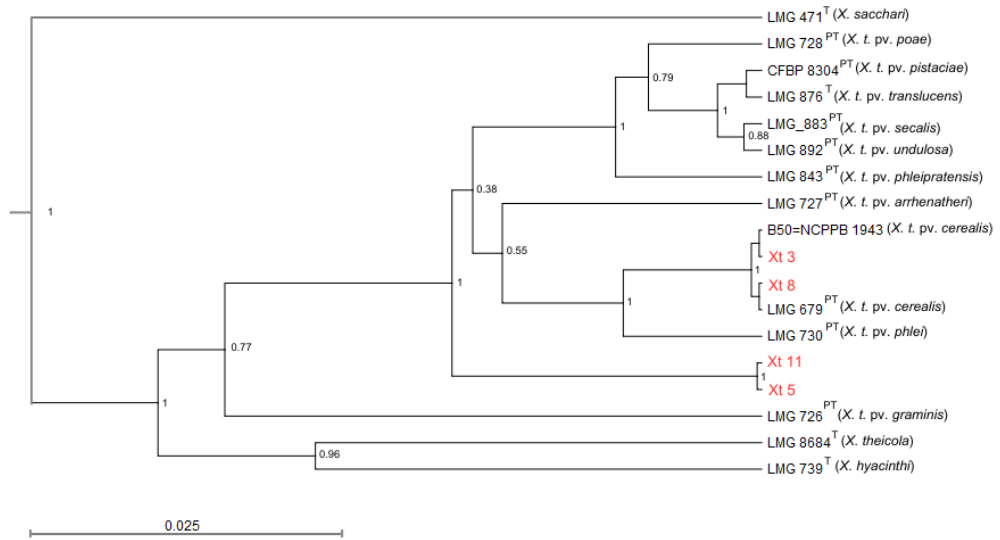 LMG 471T (X. sacchari)
LMG 728PT (X. t. pv. poae)
0.79
CFBP 8304PT (X. t. pv. pistaciae)
LMG 876T (X. t. pv. translucens)
1
LMG_883PT (X. t. pv. secalis)
1
0.88
LMG 892PT (X. t. pv. undulosa)
LMG 843PT (X. t. pv. phleipratensis)
0.38
LMG 727PT (X. t. pv. arrhenatheri)
1
B50=NCPPB 1943 (X. t. pv. cerealis)
0.55
Xt 3
1
1
Xt 8
1
LMG 679PT (X. t. pv. cerealis)
LMG 730PT (X. t. pv. phlei)
0.77
Xt 11
1
Xt 5
1
LMG 726PT (X. t. pv. graminis)
LMG 8684T (X. theicola)
0.96
LMG 739T (X. hyacinthi)
0.025